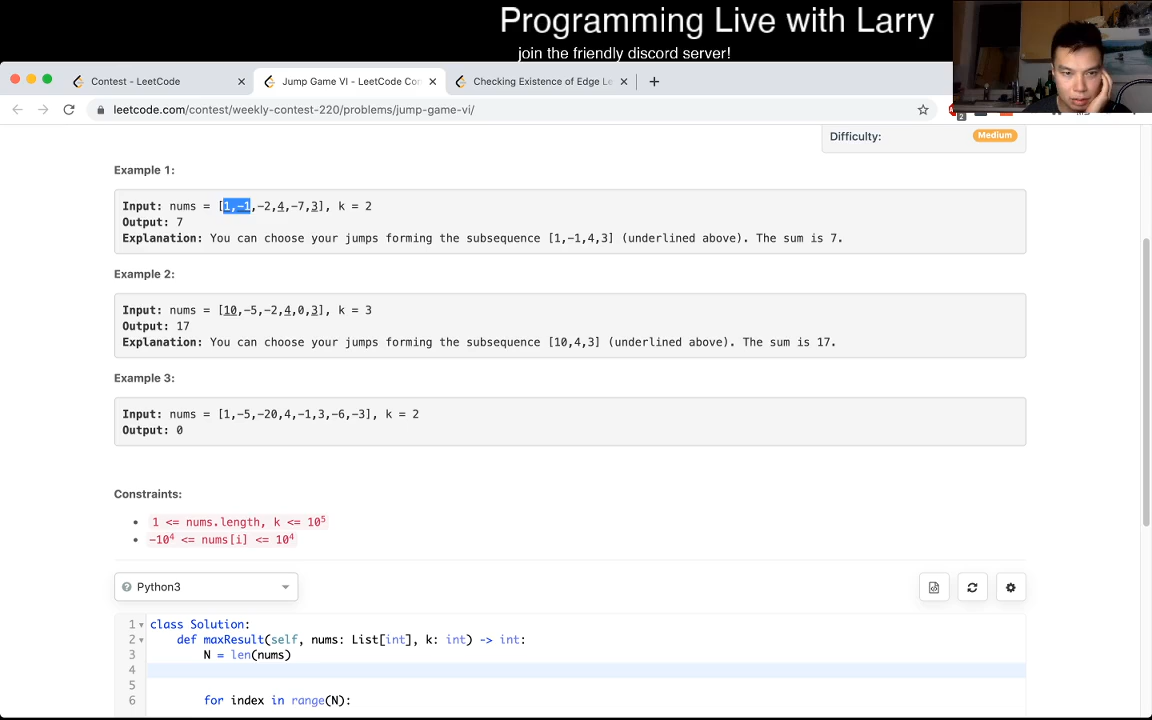 Programming Live with Larry
join the friendly discord server!
Contest - LeetCode
Jump Game VI - LeetCode Con
Checking Existence of Edge Le
leetcode.com/contest/weekly-contest-220/problems/jump-game-vi/
2
Difficulty:
Medium
Example 1:
Input: nums = [1,-1,-2,4,-7,3], k = 2
Output: 7
Explanation: You can choose your jumps forming the subsequence [1,-1,4,3] (underlined above). The sum is 7.
Example 2:
Input: nums = [10,-5,-2,4,0,3], k = 3
Output: 17
Explanation: You can choose your jumps forming the subsequence [10,4,3] (underlined above). The sum is 17.
Example 3:
Input: nums = [1,-5,-20,4,-1,3,-6,-3], k = 2
Output: 0
Constraints:
1 <= nums.length, k <= 10⁵
-10⁴ <= nums[i] <= 10⁴
Python3
1 class Solution:
2 def maxResult(self, nums: List[int], k: int) -> int:
3 N = len(nums)
4
5
6 for index in range(N):